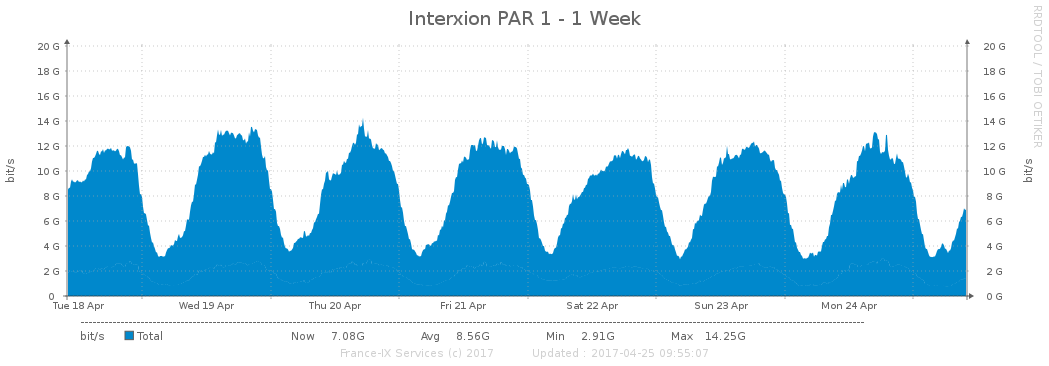 Interxion PAR 1 - 1 Week
RRDTOOL / TOBI OETIKER
bit/s
20 G 20 G
18 G 18 G
16 G 16 G
14 G 14 G
12 G 12 G
10 G 10 G
8 G 8 G
6 G 6 G
4 G 4 G
2 G 2 G
0 0 G
bit/s
Tue 18 Apr Wed 19 Apr Thu 20 Apr Fri 21 Apr Sat 22 Apr Sun 23 Apr Mon 24 Apr
bit/s Total Now 7.08G Avg 8.56G Min 2.91G Max 14.25G
France-IX Services (c) 2017 Updated : 2017-04-25 09:55:07